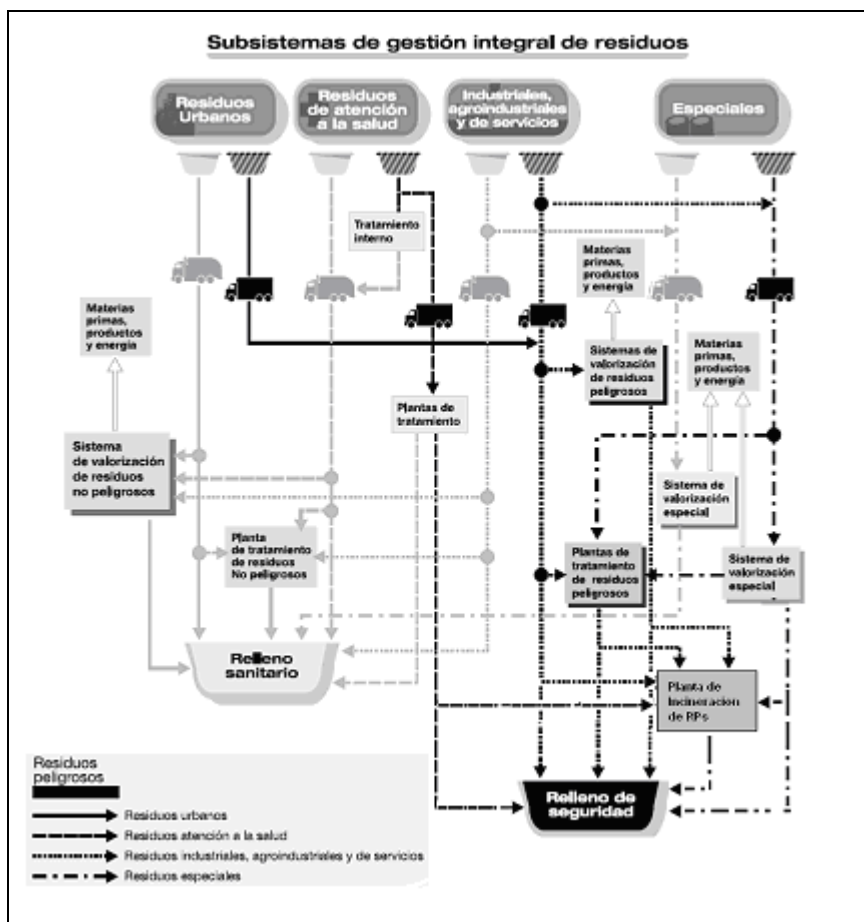 Subsistemas de gestión integral de residuos
Residuos
Urbanos
Residuos
de atención
a la salud
Industriales,
agroindustriales
y de servicios
Especiales
Tratamiento
interno
Materias
primas,
productos
y energía
Materias
primas,
productos
y energía
Sistemas de
valorización
de residuos
peligrosos
Materias
primas,
productos
y energía
Plantas de
tratamiento
Sistema
de valorización
de residuos
no peligrosos
Sistema de
valorización
especial
Planta
de tratamiento
de residuos
No peligrosos
Plantas de
tratamiento
de residuos
peligrosos
Sistema de
valorización
especial
Relleno
sanitario
Planta de
Incineracion
de RPs
Relleno de
seguridad
Residuos
peligrosos
Residuos urbanos
Residuos atención a la salud
Residuos industriales, agroindustriales y de servicios
Residuos especiales